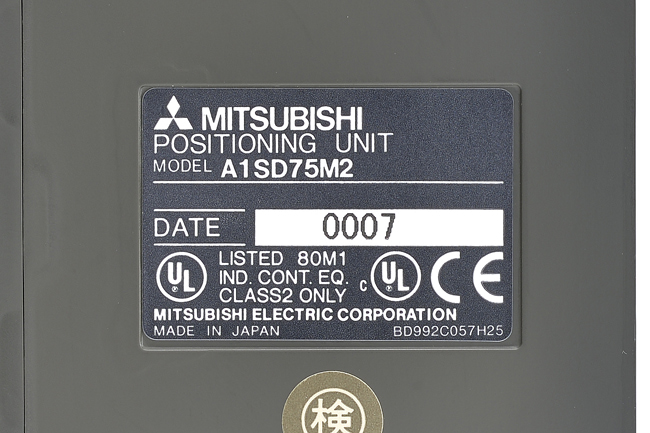 MITSUBISHI
POSITIONING UNIT
MODEL A1SD75M2
DATE 0007
UL LISTED 80M1
IND. CONT. EQ.
CLASS2 ONLY
c UL CE
MITSUBISHI ELECTRIC CORPORATION
MADE IN JAPAN BD992C057H25
検